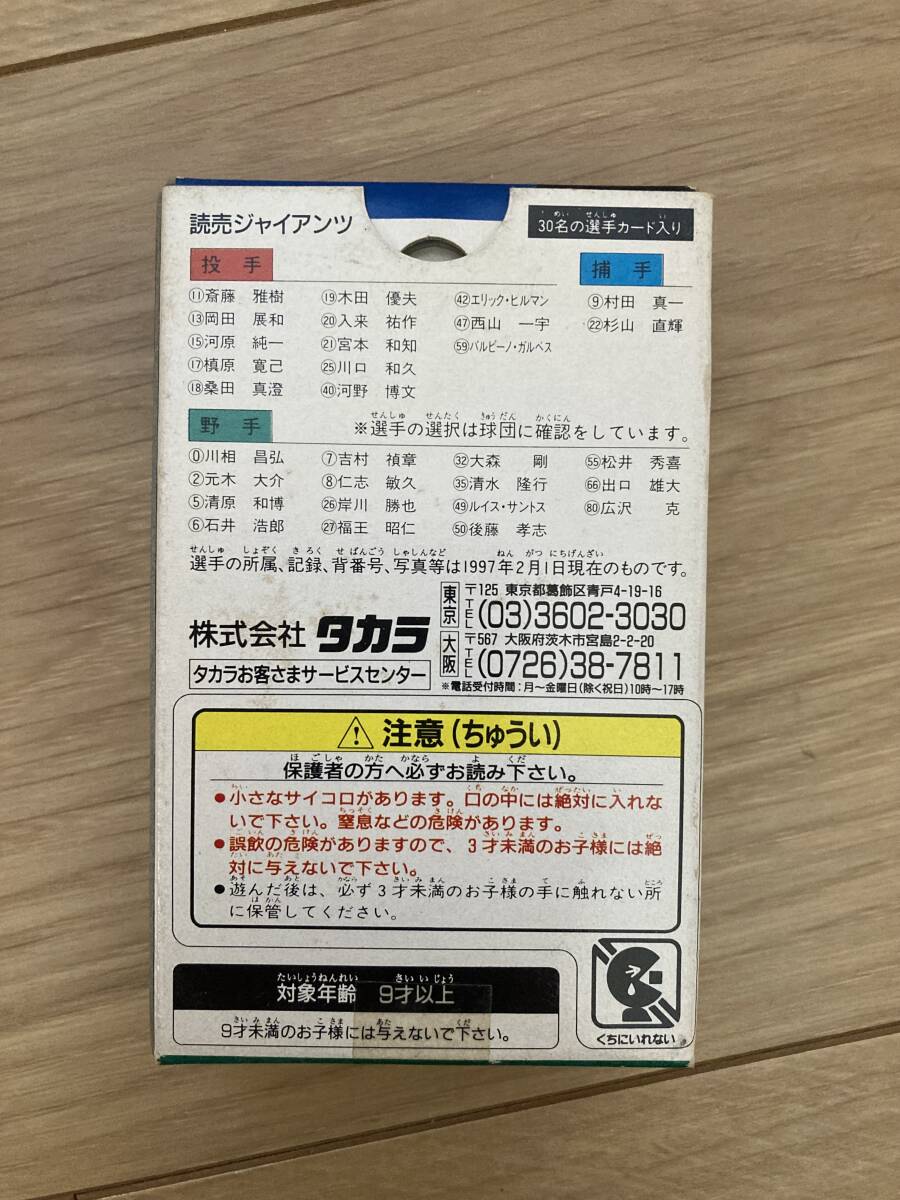 読売ジャイアンツ
30名の選手カード入り
投手
⑪斎藤 雅樹 ⑲木田 優夫 ㊷エリック・ヒルマン
⑬岡田 展和 ⑳入来 祐作 ㊼西山 一宇
⑮河原 純一 ㉑宮本 和知 59バルビーノ・ガルベス
⑰槙原 寛己 ㉕川口 和久
⑱桑田 真澄 ㊵河野 博文
捕手
⑨村田 真一
㉒杉山 直輝
野手
※選手の選択は球団に確認をしています。
⓪川相 昌弘 ⑦吉村 禎章 ㉜大森 剛 55松井 秀喜
②元木 大介 ⑧仁志 敏久 ㉟清水 隆行 66出口 雄大
⑤清原 和博 ㉖岸川 勝也 ㊾ルイス・サントス 80広沢 克
⑥石井 浩郎 ㉗福王 昭仁 ㊿後藤 孝志
選手の所属、記録、背番号、写真等は1997年2月1日現在のものです。
株式会社 タカラ
タカラお客さまサービスセンター
東京 〒125 東京都葛飾区青戸4-19-16
TEL (03)3602-3030
大阪 〒567 大阪府茨木市宮島2-2-20
TEL (0726)38-7811
※電話受付時間:月〜金曜日(除く祝日)10時〜17時
⚠ 注意(ちゅうい)
保護者の方へ必ずお読み下さい。
●小さなサイコロがあります。口の中には絶対に入れな
いで下さい。窒息などの危険があります。
●誤飲の危険がありますので、3才未満のお子様には絶
対に与えないで下さい。
●遊んだ後は、必ず3才未満のお子様の手に触れない所
に保管してください。
対象年齢 9才以上
9才未満のお子様には与えないで下さい。
くちにいれない